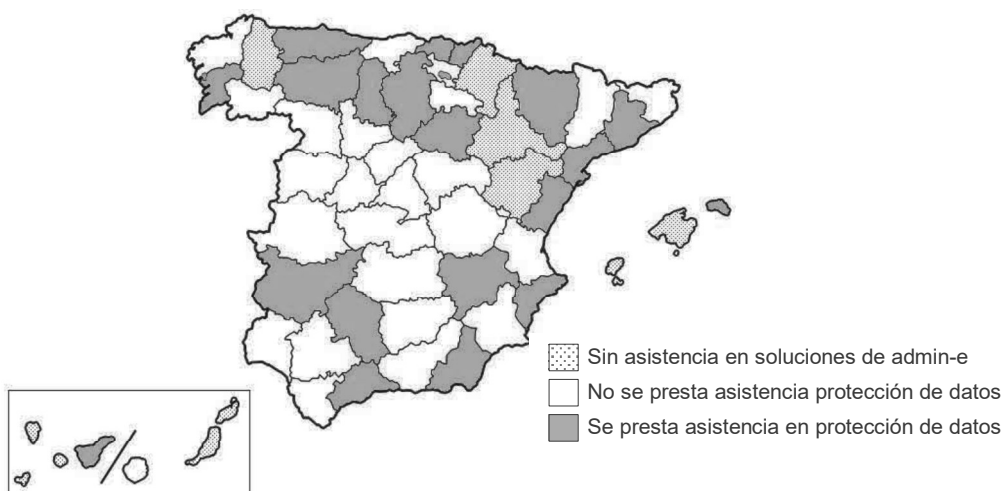 Sin asistencia en soluciones de admin-e
No se presta asistencia protección de datos
Se presta asistencia en protección de datos